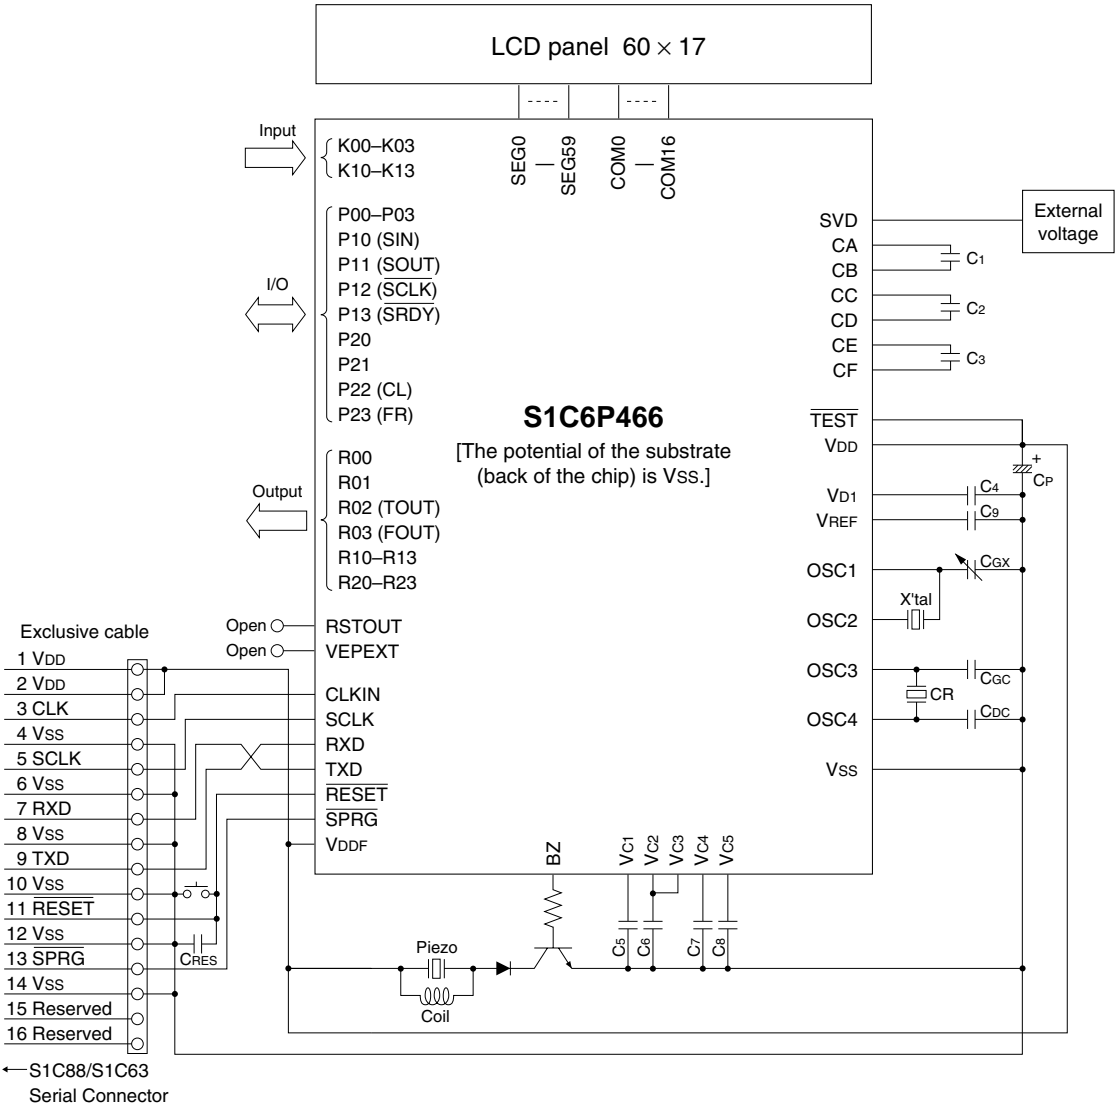 LCD panel 60 × 17
Input
K00–K03
K10–K13
SEG0
SEG59
COM0
COM16
I/O
P00–P03
P10 (SIN)
P11 (SOUT)
P12 (SCLK)
P13 (SRDY)
P20
P21
P22 (CL)
P23 (FR)
Output
R00
R01
R02 (TOUT)
R03 (FOUT)
R10–R13
R20–R23
S1C6P466
[The potential of the substrate
(back of the chip) is VSS.]
SVD
External
voltage
CA
CB
C1
CC
CD
C2
CE
CF
C3
TEST
VDD
+
CP
VD1
C4
VREF
C9
OSC1
CGX
X'tal
OSC2
OSC3
CGC
CR
OSC4
CDC
VSS
Open
RSTOUT
Open
VEPEXT
CLKIN
SCLK
RXD
TXD
RESET
SPRG
VDDF
Exclusive cable
1 VDD
2 VDD
3 CLK
4 VSS
5 SCLK
6 VSS
7 RXD
8 VSS
9 TXD
10 VSS
11 RESET
12 VSS
13 SPRG
14 VSS
15 Reserved
16 Reserved
CRES
S1C88/S1C63
Serial Connector
BZ
VC1
VC2
VC3
VC4
VC5
C5
C6
C7
C8
Piezo
Coil